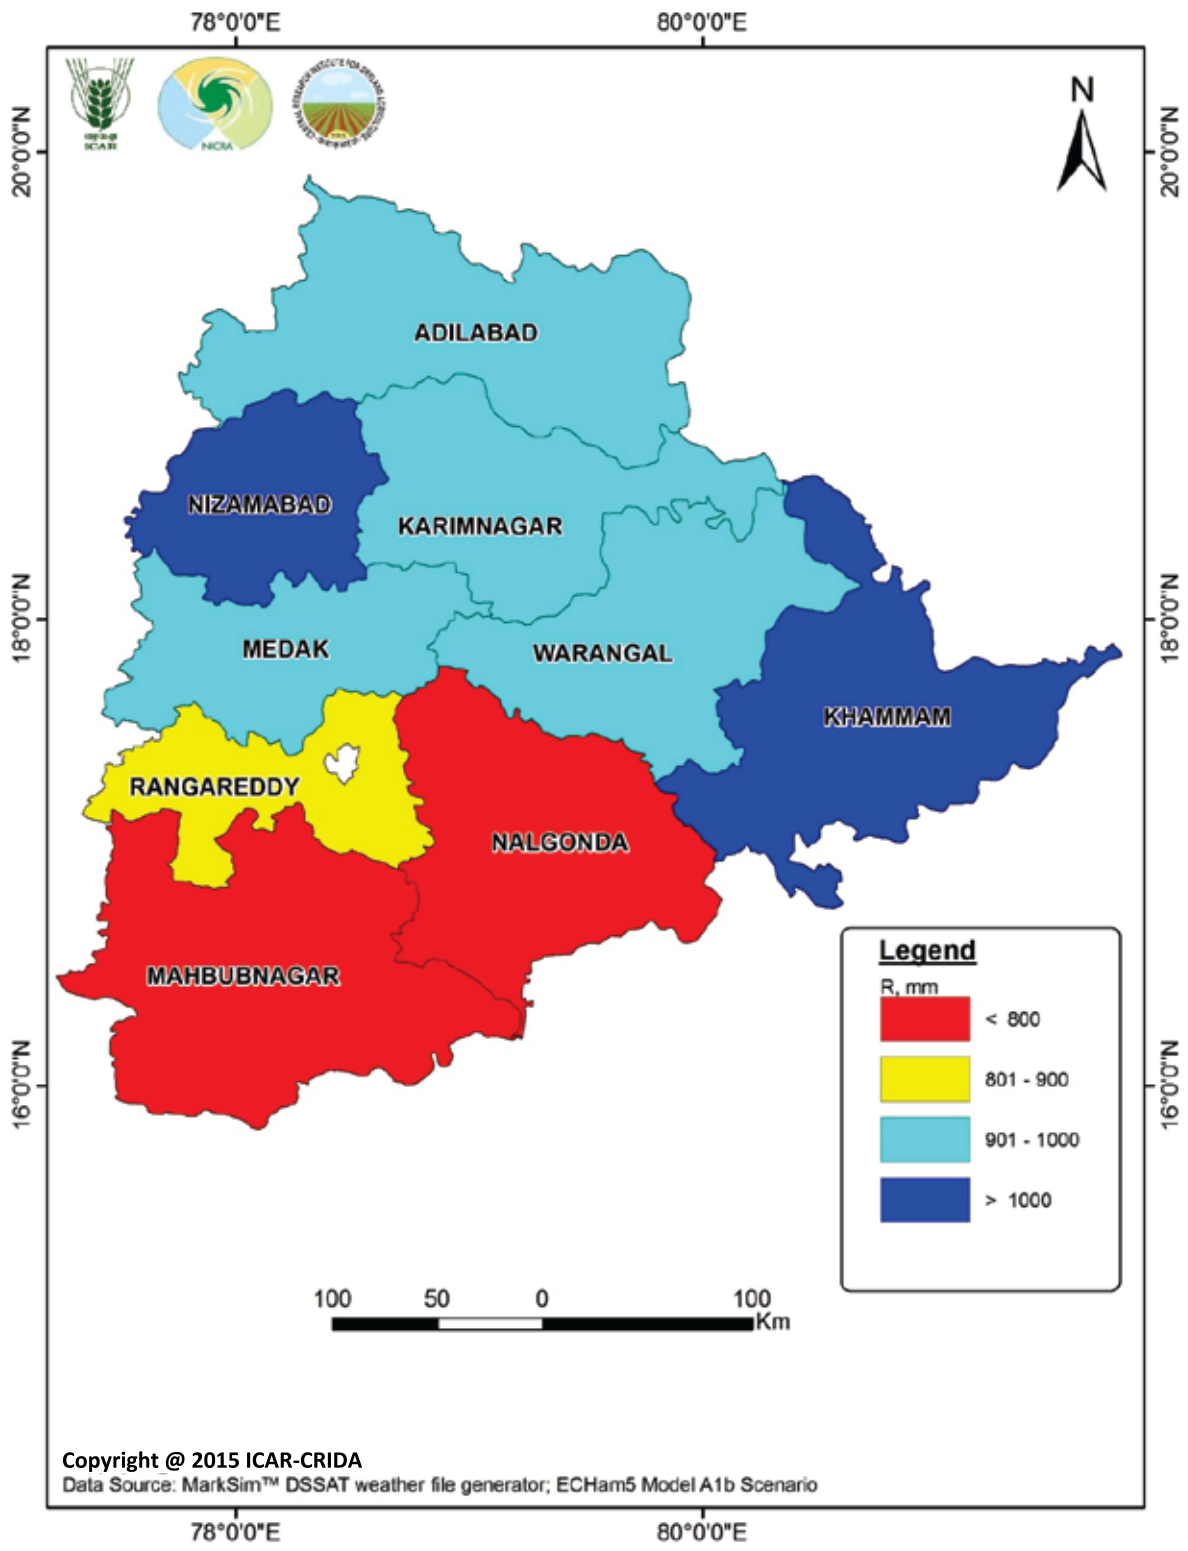 78°0'0"E 80°0'0"E
N
20°0'0"N 20°0'0"N
ICAR
NICRA
ADILABAD
NIZAMABAD
KARIMNAGAR
18°0'0"N 18°0'0"N
MEDAK
WARANGAL
KHAMMAM
RANGAREDDY
NALGONDA
MAHBUBNAGAR
16°0'0"N 16°0'0"N
Legend
R, mm
< 800
801 - 900
901 - 1000
> 1000
100 50 0 100
Km
Copyright @ 2015 ICAR-CRIDA
Data Source: MarkSim™ DSSAT weather file generator; ECHam5 Model A1b Scenario
78°0'0"E 80°0'0"E